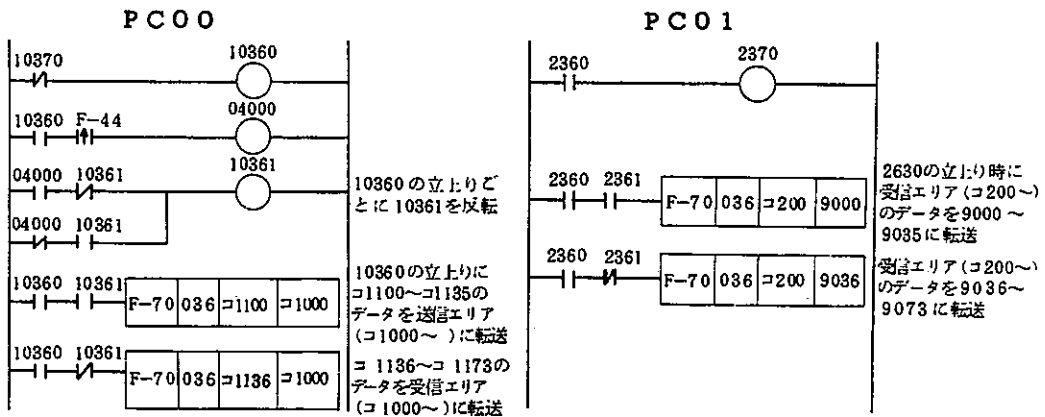 PC00
10370
10360
10360 F-44
04000
04000 10361
10361
10360の立上りご
とに10361を反転
04000 10361
10360 10361
F-70 036 コ1100 コ1000
10360の立上りに
コ1100～コ1135の
データを送信エリア
(コ1000～ )に転送
10360 10361
F-70 036 コ1136 コ1000
コ 1136～コ 1173の
データを受信エリア
(コ 1000～)に転送
PC01
2360
2370
2360 2361
F-70 036 コ200 9000
2630の立上り時に
受信エリア(コ200～)
のデータを9000 ～
9035に転送
2360 2361
F-70 036 コ200 9036
受信エリア(コ200～)
のデータを9036～
9073に転送